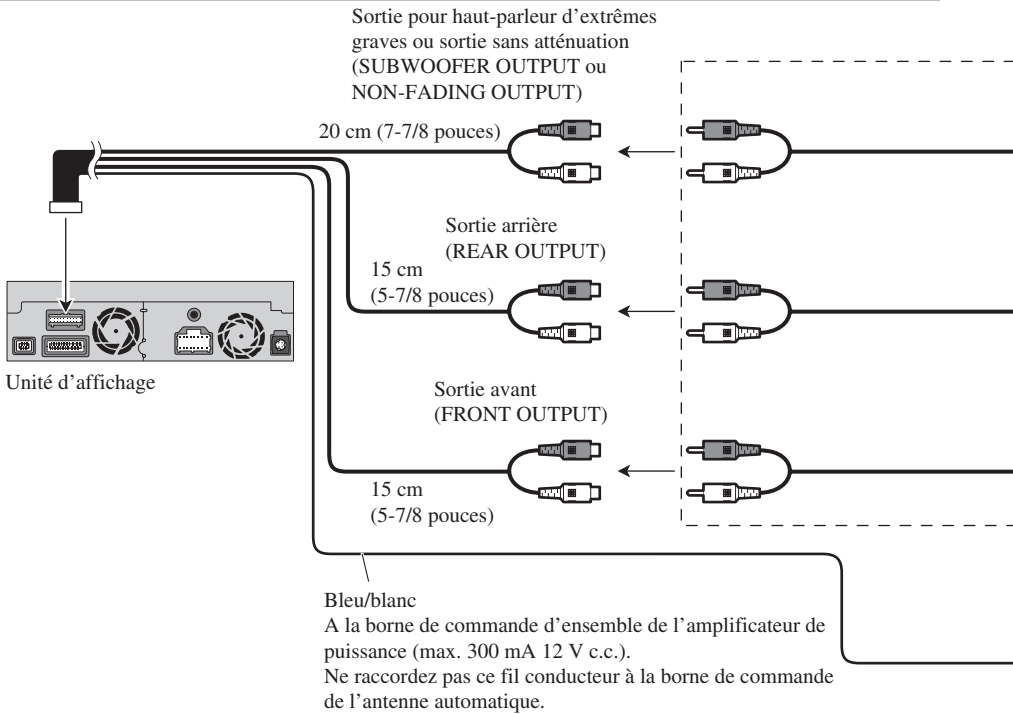 Sortie pour haut-parleur d'extrêmes
graves ou sortie sans atténuation
(SUBWOOFER OUTPUT ou
NON-FADING OUTPUT)
20 cm (7-7/8 pouces)
Sortie arrière
(REAR OUTPUT)
15 cm
(5-7/8 pouces)
Unité d'affichage
Sortie avant
(FRONT OUTPUT)
15 cm
(5-7/8 pouces)
Bleu/blanc
A la borne de commande d'ensemble de l'amplificateur de
puissance (max. 300 mA 12 V c.c.).
Ne raccordez pas ce fil conducteur à la borne de commande
de l'antenne automatique.